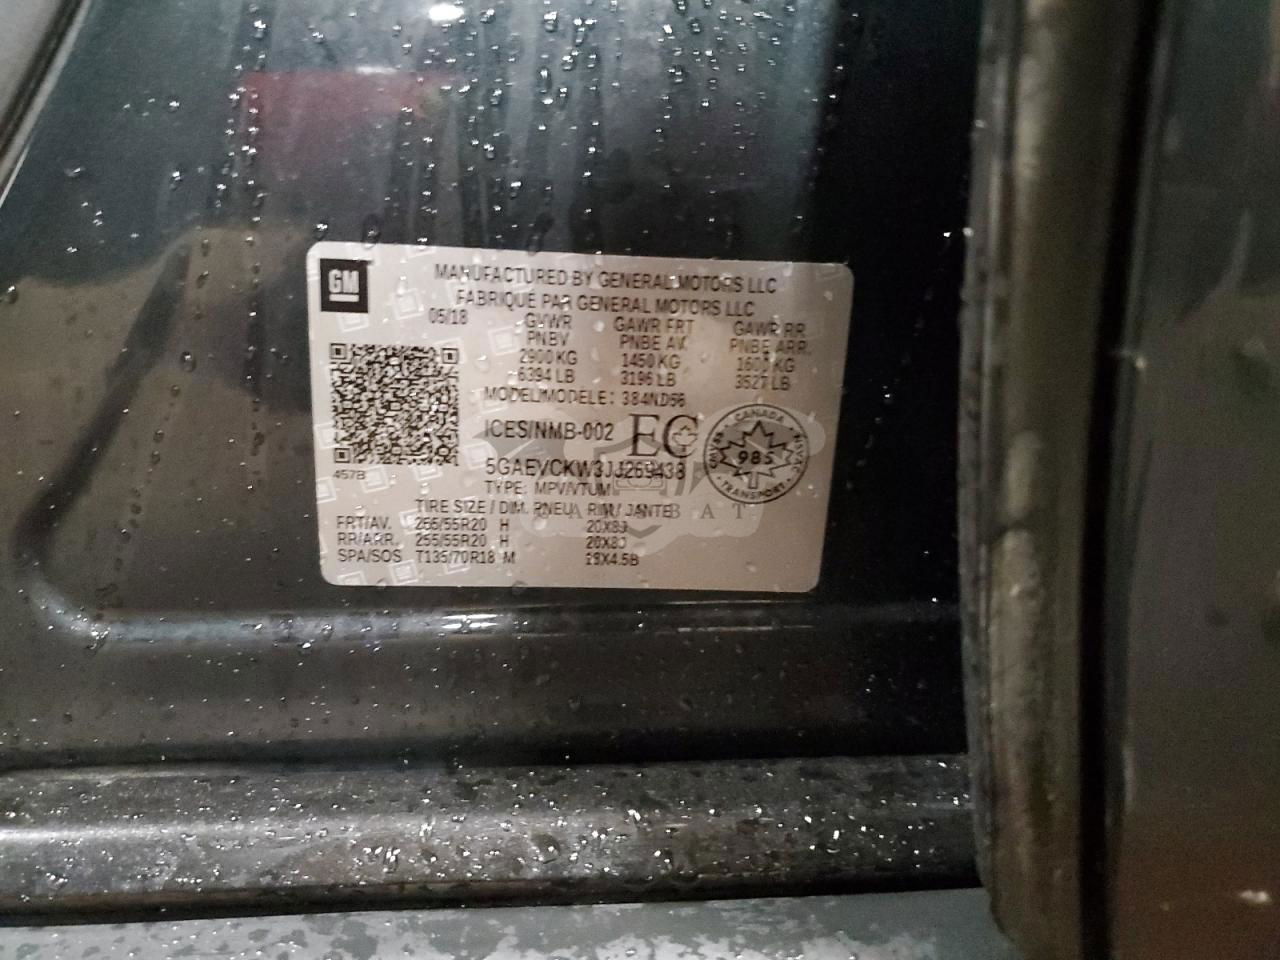 GM
MANUFACTURED BY GENERAL MOTORS LLC
FABRIQUÉ PAR GENERAL MOTORS LLC
05/18 GVWR GAWR FRT GAWR RR
PNBV PNBE AV. PNBE ARR.
2900 KG 1450 KG 1600 KG
6394 LB 3196 LB 3527 LB
MODEL/MODELE: 384ND56
ICES/NMB-002 EC
CANADA
985
TRANSPORT
457B
5GAEVCKW3JJ269438
TYPE: MPV/VTUM
TIRE SIZE / DIM. PNEU RIM / JANTE
FRT/AV. 255/55R20 H 20X8J
RR/ARR. 255/55R20 H 20X8J
SPA/SOS T135/70R18 M 18X4.5B